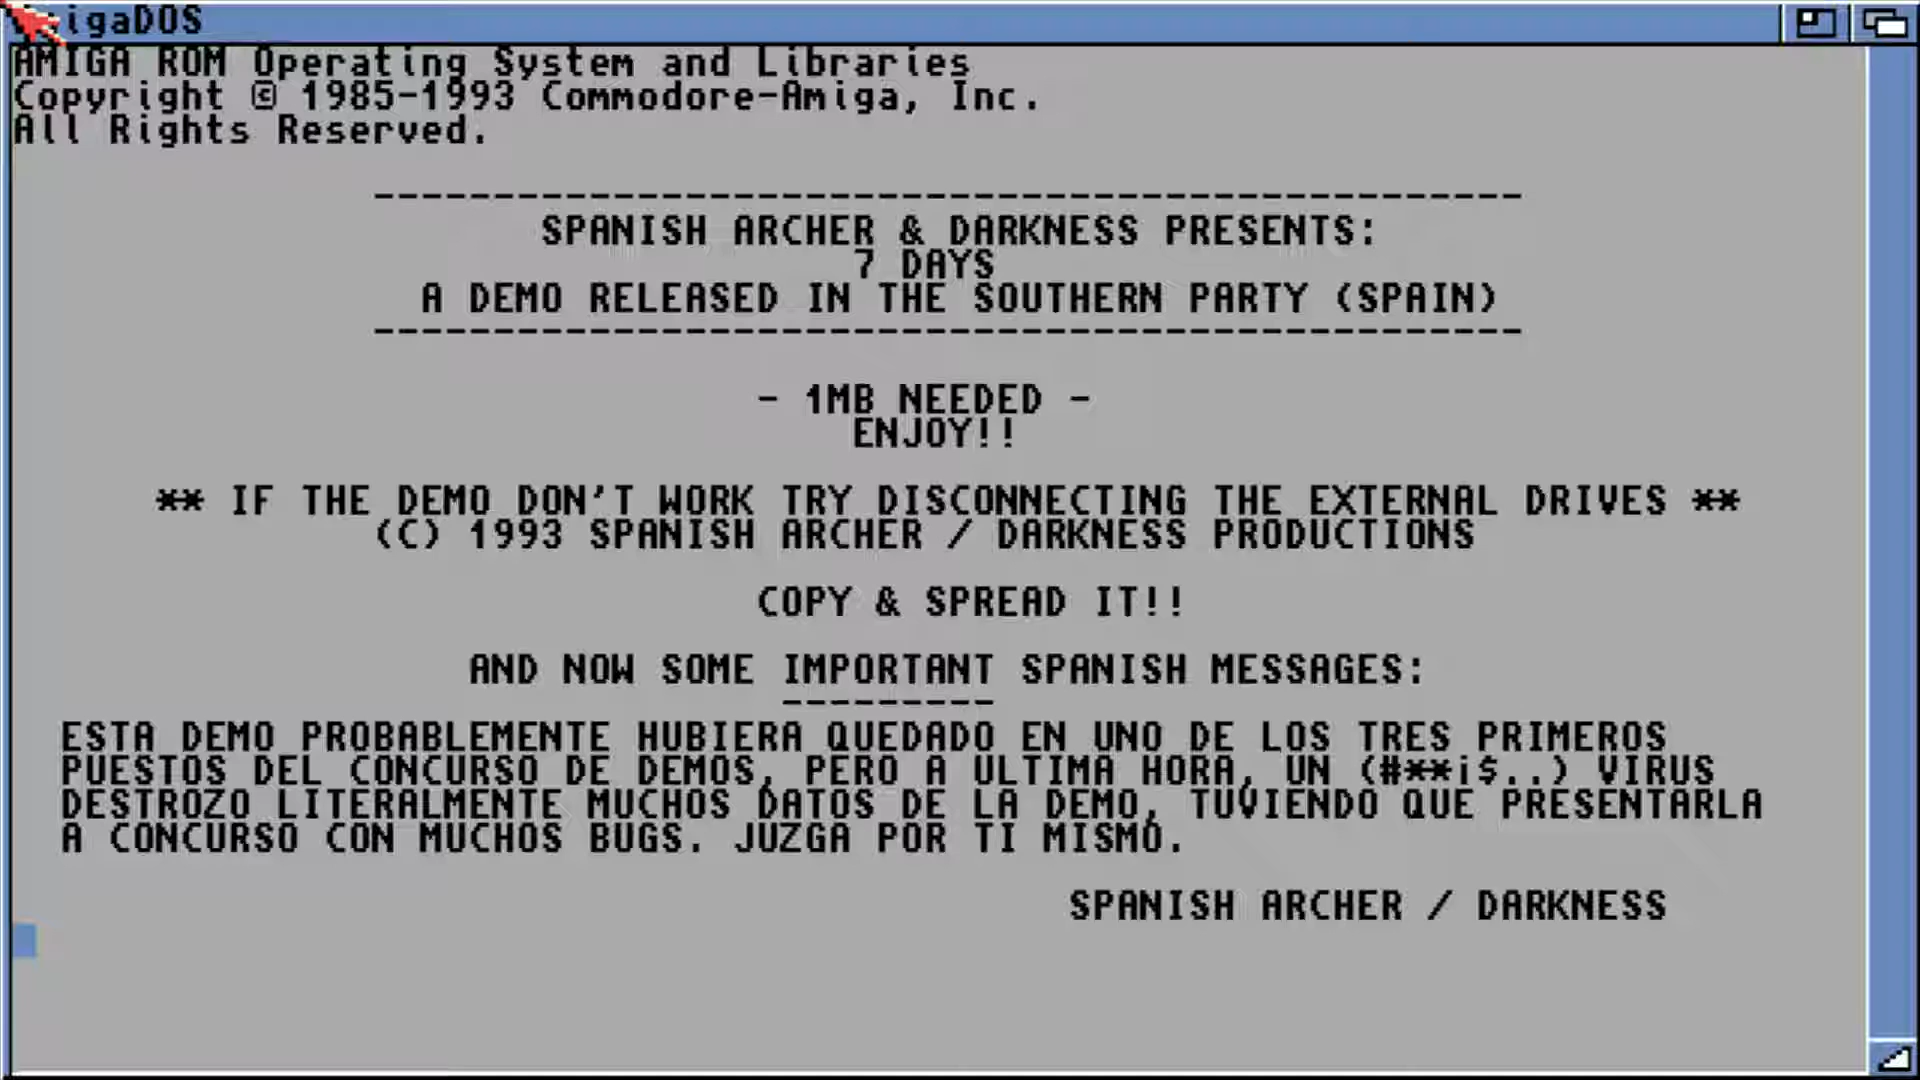 igaDOS
AMIGA ROM Operating System and Libraries
Copyright © 1985-1993 Commodore-Amiga, Inc.
All Rights Reserved.
------------------------------------------------
SPANISH ARCHER & DARKNESS PRESENTS:
7 DAYS
A DEMO RELEASED IN THE SOUTHERN PARTY (SPAIN)
------------------------------------------------
- 1MB NEEDED -
ENJOY!!
** IF THE DEMO DON'T WORK TRY DISCONNECTING THE EXTERNAL DRIVES **
(C) 1993 SPANISH ARCHER / DARKNESS PRODUCTIONS
COPY & SPREAD IT!!
AND NOW SOME IMPORTANT SPANISH MESSAGES:
---------
ESTA DEMO PROBABLEMENTE HUBIERA QUEDADO EN UNO DE LOS TRES PRIMEROS
PUESTOS DEL CONCURSO DE DEMOS, PERO A ULTIMA HORA, UN (#**¡$..) VIRUS
DESTROZO LITERALMENTE MUCHOS DATOS DE LA DEMO, TUVIENDO QUE PRESENTARLA
A CONCURSO CON MUCHOS BUGS. JUZGA POR TI MISMO.
SPANISH ARCHER / DARKNESS